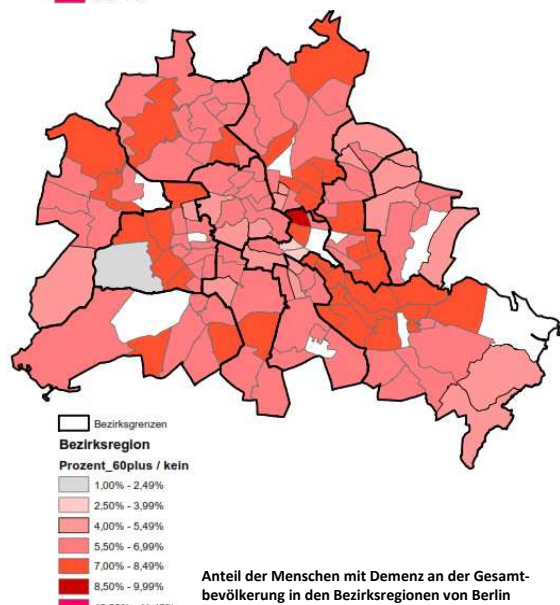 Bezirksgrenzen
Bezirksregion
Prozent_60plus / kein
1,00% - 2,49%
2,50% - 3,99%
4,00% - 5,49%
5,50% - 6,99%
7,00% - 8,49%
8,50% - 9,99%
Anteil der Menschen mit Demenz an der Gesamt-
bevölkerung in den Bezirksregionen von Berlin